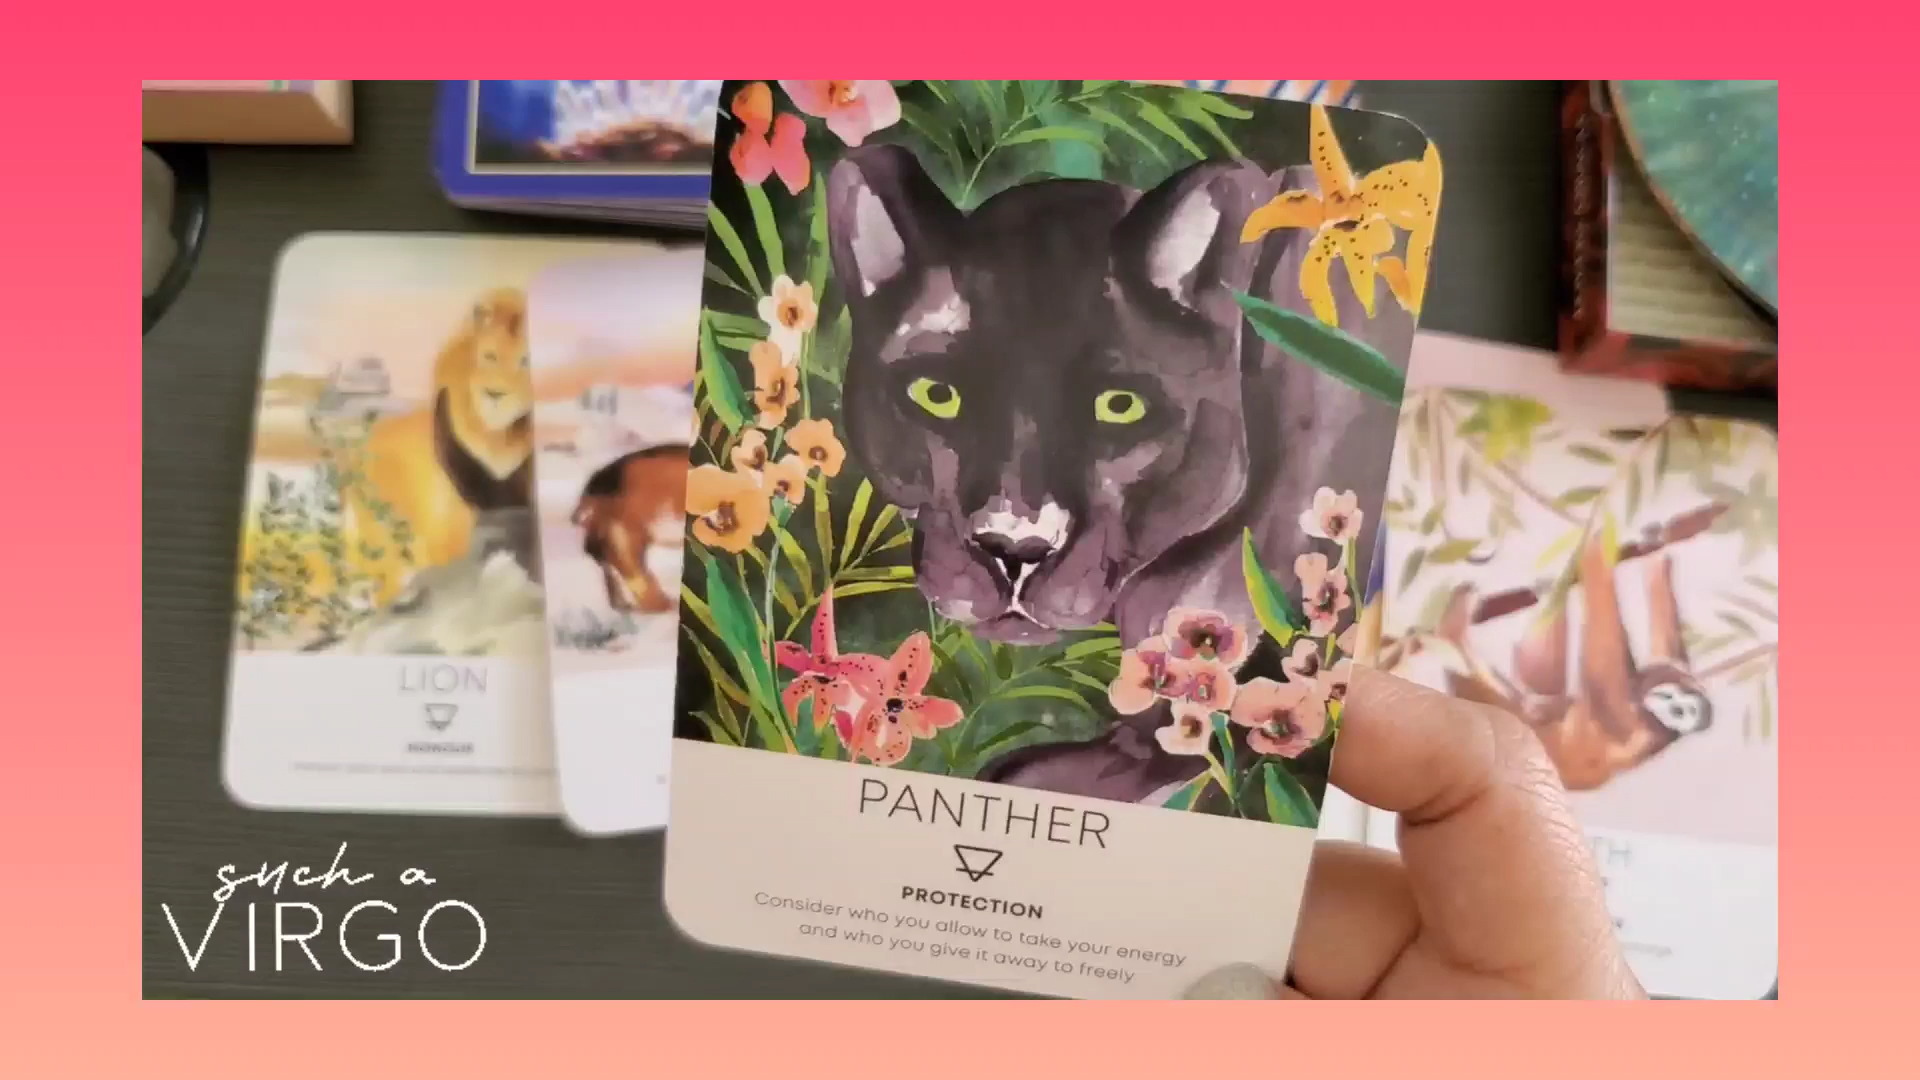 LION
PANTHER
PROTECTION
Consider who you allow to take your energy
and who you give it away to freely
TH
such a
VIRGO